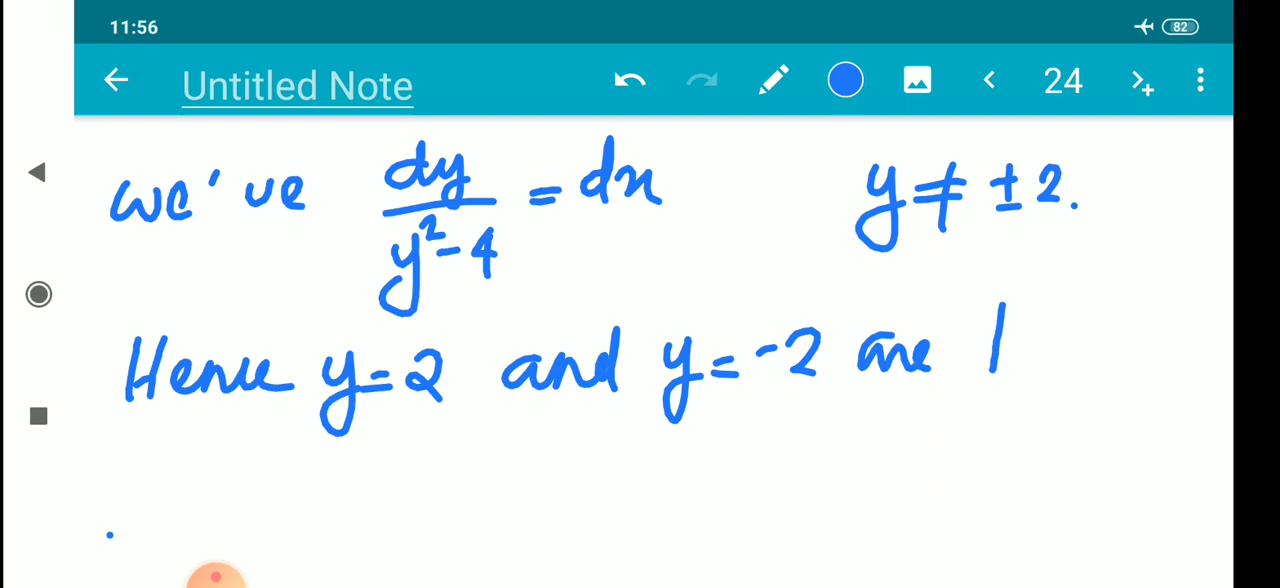 11:56
82
Untitled Note
24
we've dy/y²-4 = dx y ≠ ±2.
Hence y=2 and y=-2 are